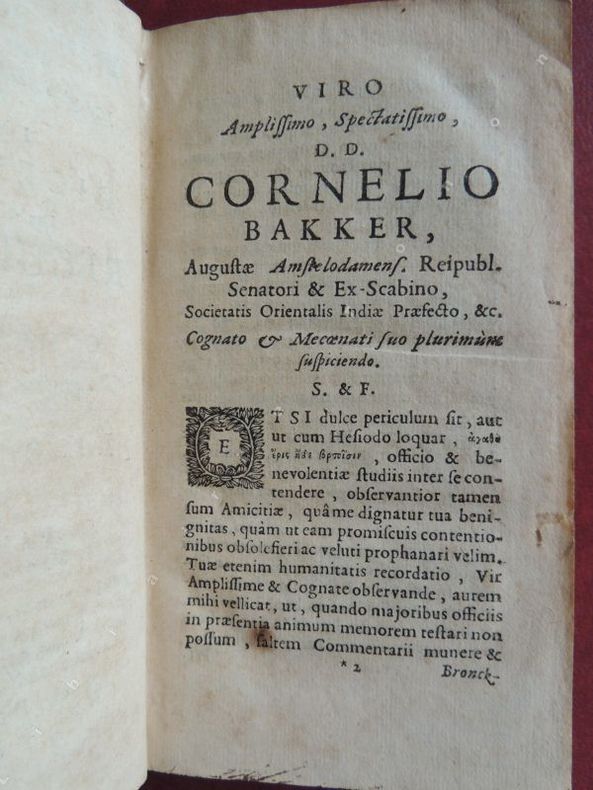 VIRO
Ampliſſimo, Spectatiſſimo,
D. D.
CORNELIO
BAKKER,
Auguſtæ Amſtelodamenſ. Reipubl.
Senatori & Ex-Scabino,
Societatis Orientalis Indiæ Præfecto, &c.
Cognato & Mecœnati ſuo plurimùm
ſuſpiciendo.
S. & F.
ETSI dulce periculum ſit, aut
ut cum Heſiodo loquar, ἀγαθὴ
ἔρις, officio & be-
nevolentiæ ſtudiis inter ſe con-
tendere, obſervantior tamen
ſum Amicitiæ, quâme dignatur tua beni-
gnitas, quàm ut eam promiſcuis contentio-
nibus obſoleſieri ac veluti prophanari velim.
Tuæ etenim humanitatis recordatio, Vir
Ampliſſime & Cognate obſervande, aurem
mihi vellicat, ut, quando majoribus officiis
in præſentia animum memorem teſtari non
poſſum, ſaltem Commentarii munere &
* 2 Bronck-